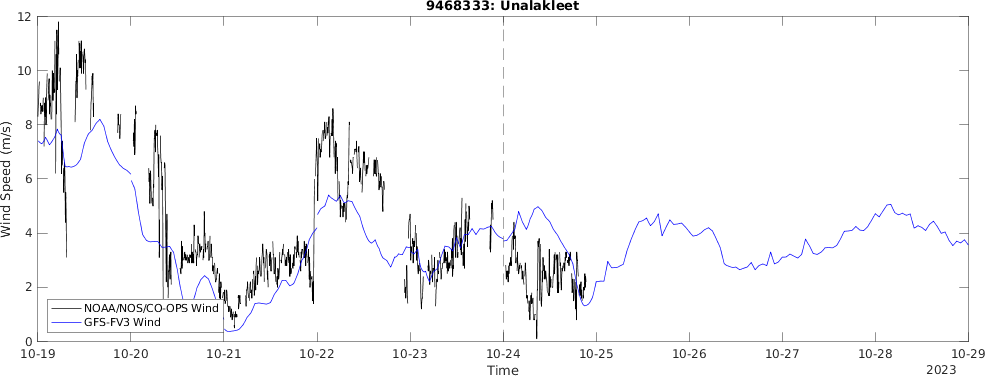 9468333: Unalakleet
Wind Speed (m/s)
12
10
8
6
4
2
0
NOAA/NOS/CO-OPS Wind
GFS-FV3 Wind
10-19 10-20 10-21 10-22 10-23 10-24 10-25 10-26 10-27 10-28 10-29
Time
2023